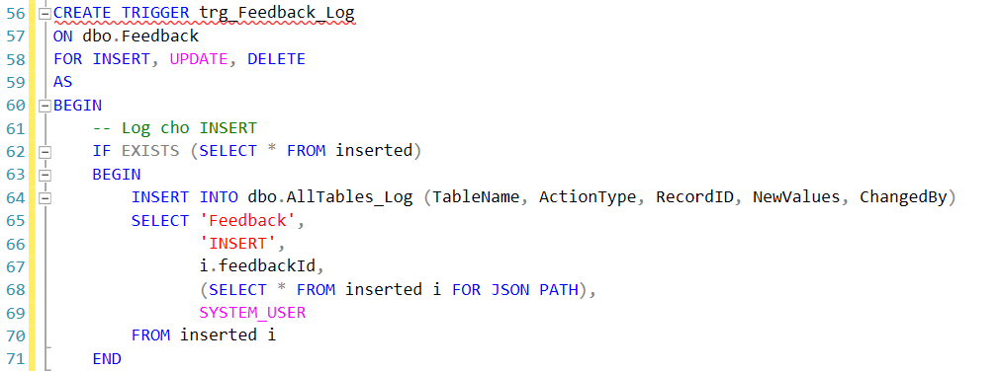 56 CREATE TRIGGER trg_Feedback_Log
57 ON dbo.Feedback
58 FOR INSERT, UPDATE, DELETE
59 AS
60 BEGIN
61     -- Log cho INSERT
62     IF EXISTS (SELECT * FROM inserted)
63     BEGIN
64         INSERT INTO dbo.AllTables_Log (TableName, ActionType, RecordID, NewValues, ChangedBy)
65         SELECT 'Feedback',
66                'INSERT',
67                i.feedbackId,
68                (SELECT * FROM inserted i FOR JSON PATH),
69                SYSTEM_USER
70         FROM inserted i
71     END